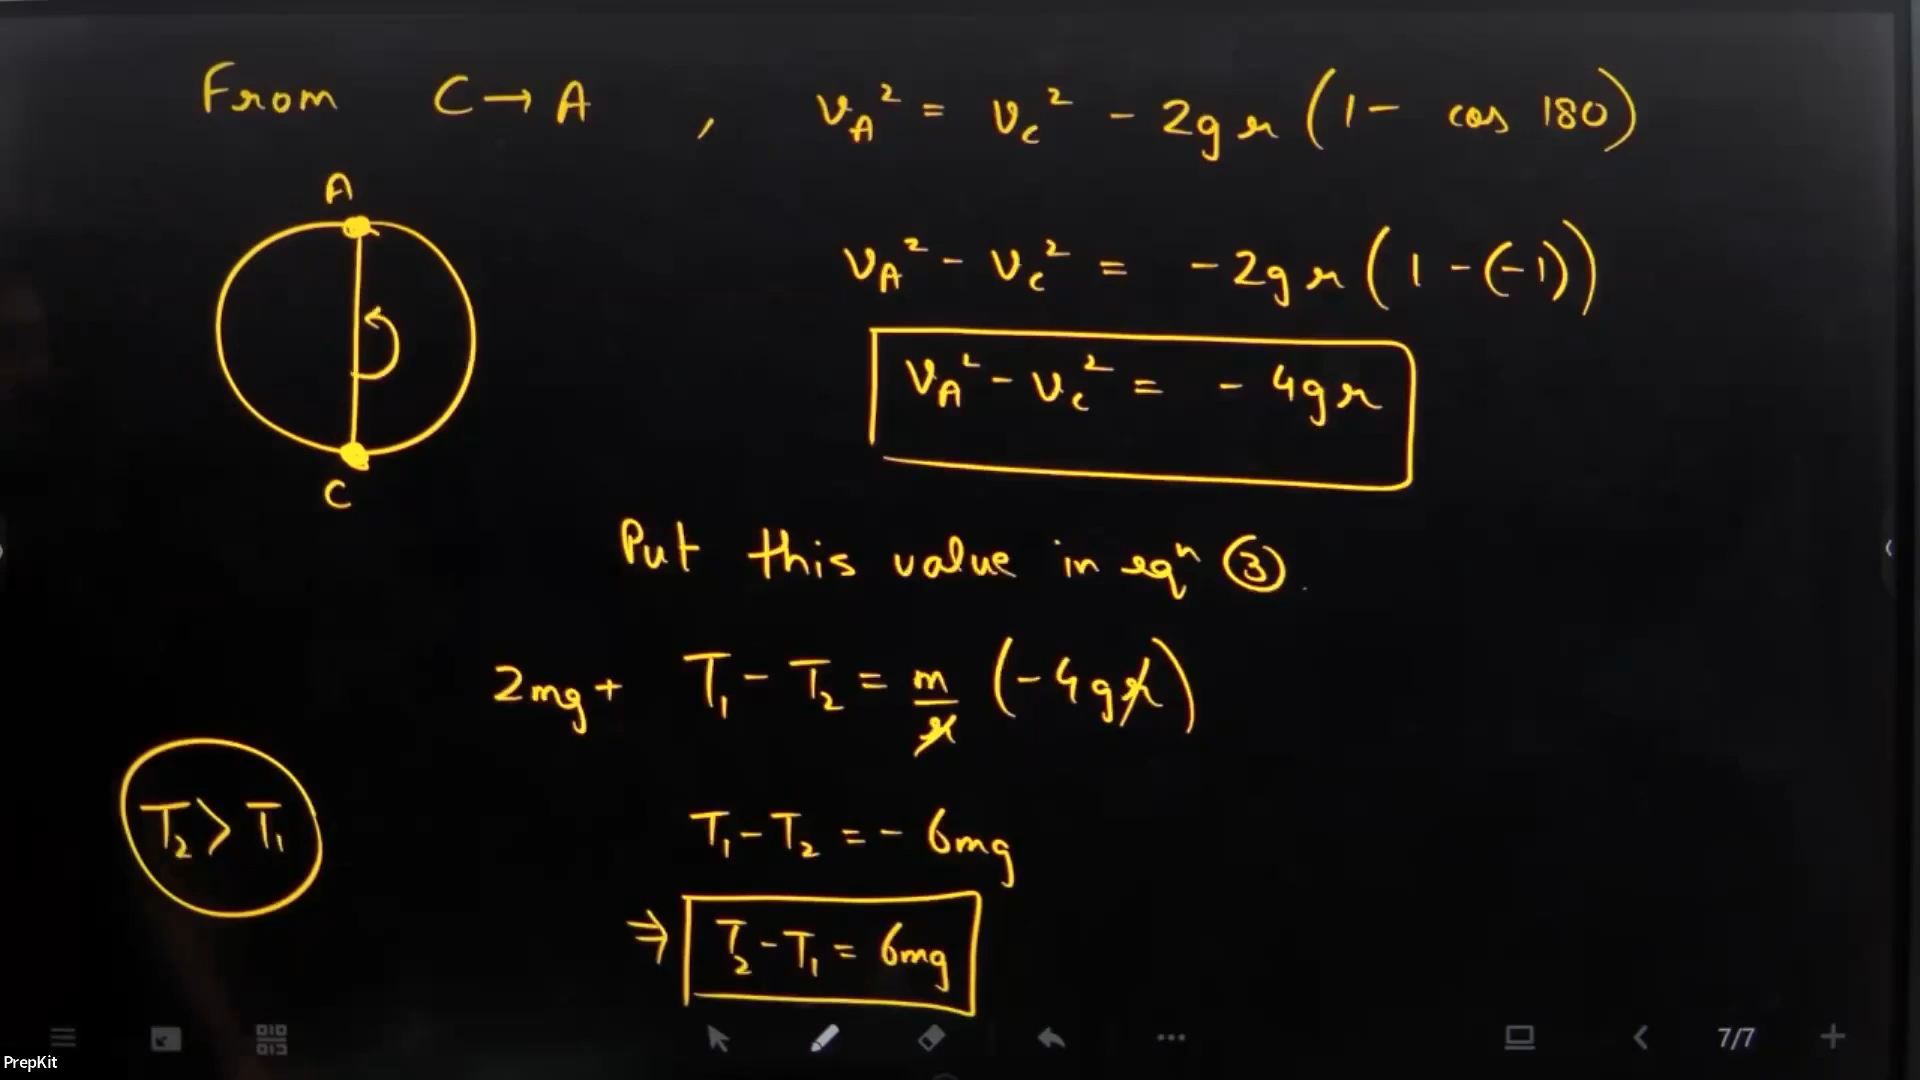 From C → A , v_A² = v_c² - 2gr (1 - cos 180)
A
v_A² - v_c² = - 2gr (1 - (-1))
v_A² - v_c² = - 4gr
C
Put this value in eqⁿ ③.
2mg + T₁ - T₂ = m/r (-4gr)
T₂ > T₁
T₁ - T₂ = - 6mg
⇒ T₂ - T₁ = 6mg
7/7
PrepKit